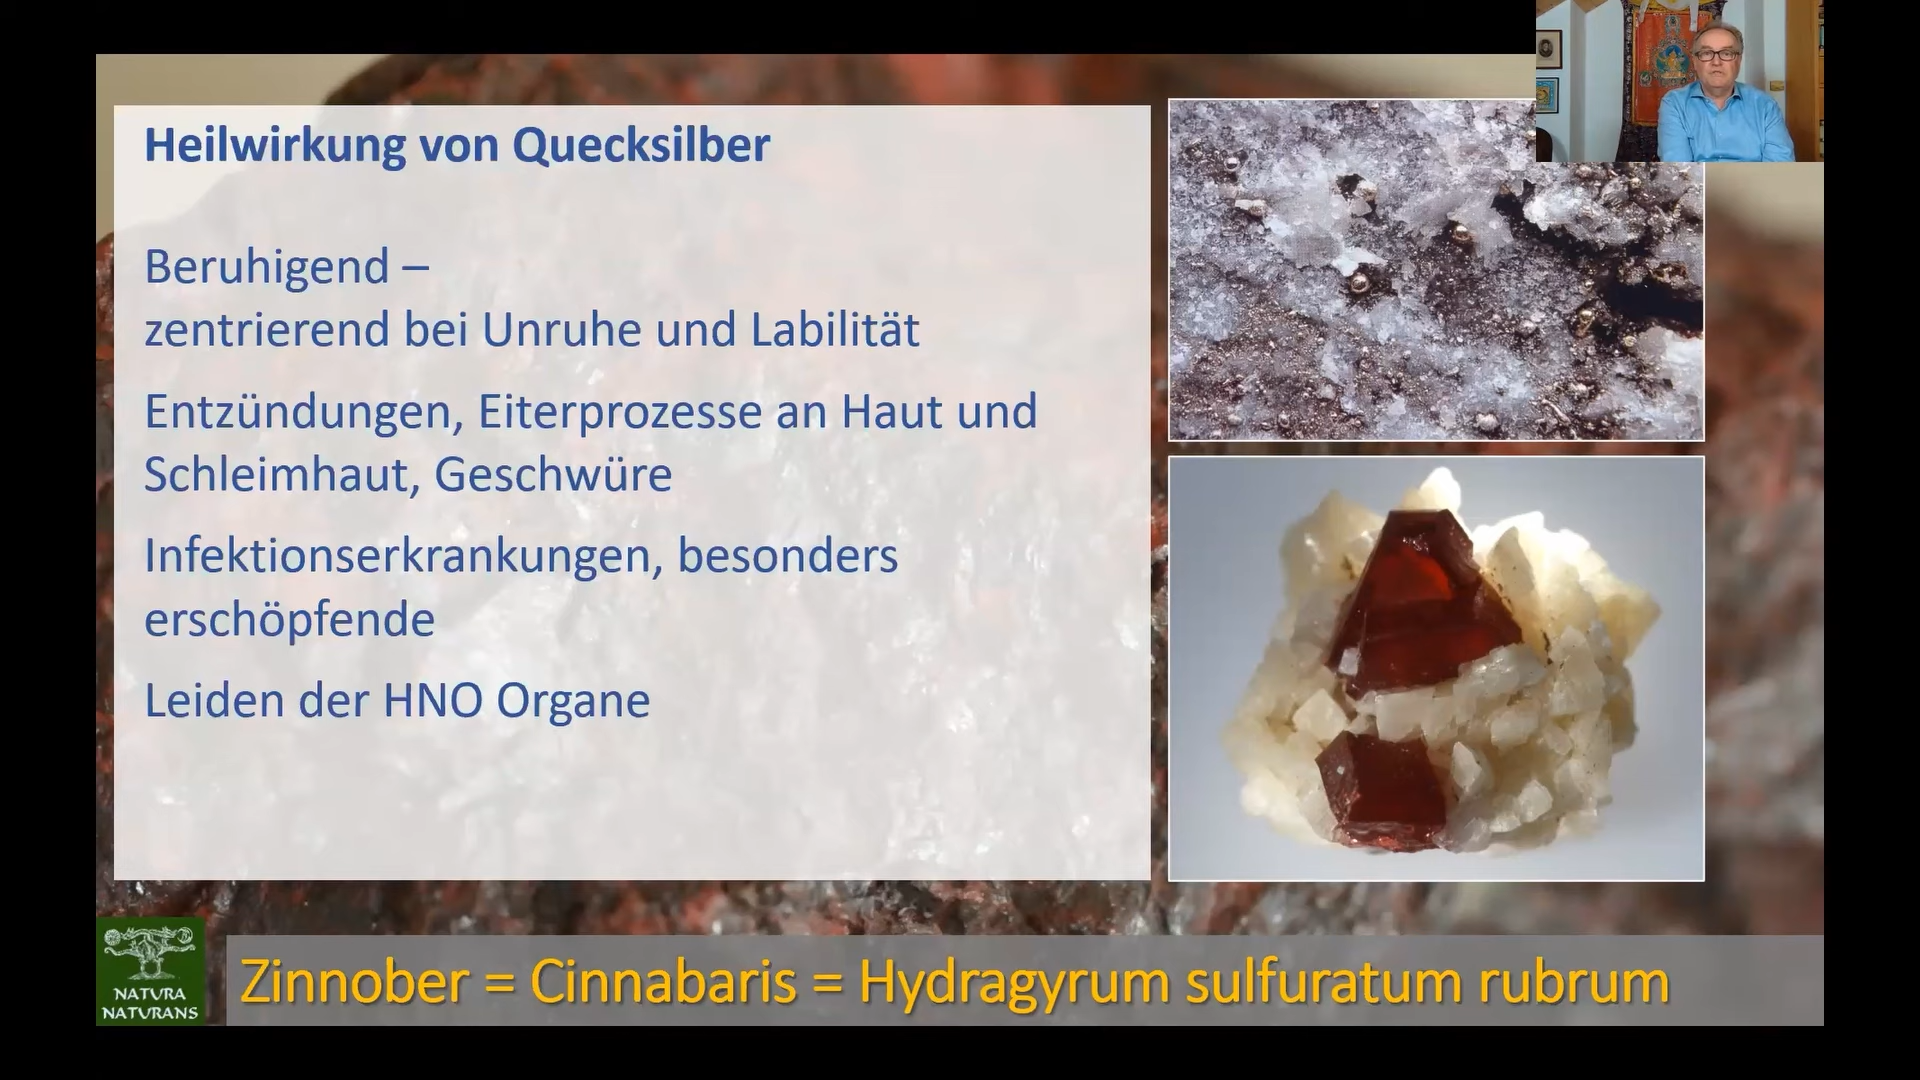 Heilwirkung von Quecksilber
Beruhigend –
zentrierend bei Unruhe und Labilität
Entzündungen, Eiterprozesse an Haut und
Schleimhaut, Geschwüre
Infektionserkrankungen, besonders
erschöpfende
Leiden der HNO Organe
NATURA
NATURANS
Zinnober = Cinnabaris = Hydragyrum sulfuratum rubrum